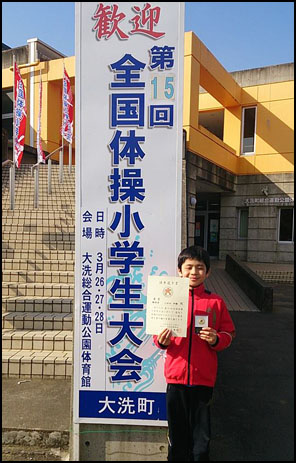 歓迎
第15回
全国体操小学生大会
日時　3月26・27・28日
会場　大洗総合運動公園体育館
大洗町